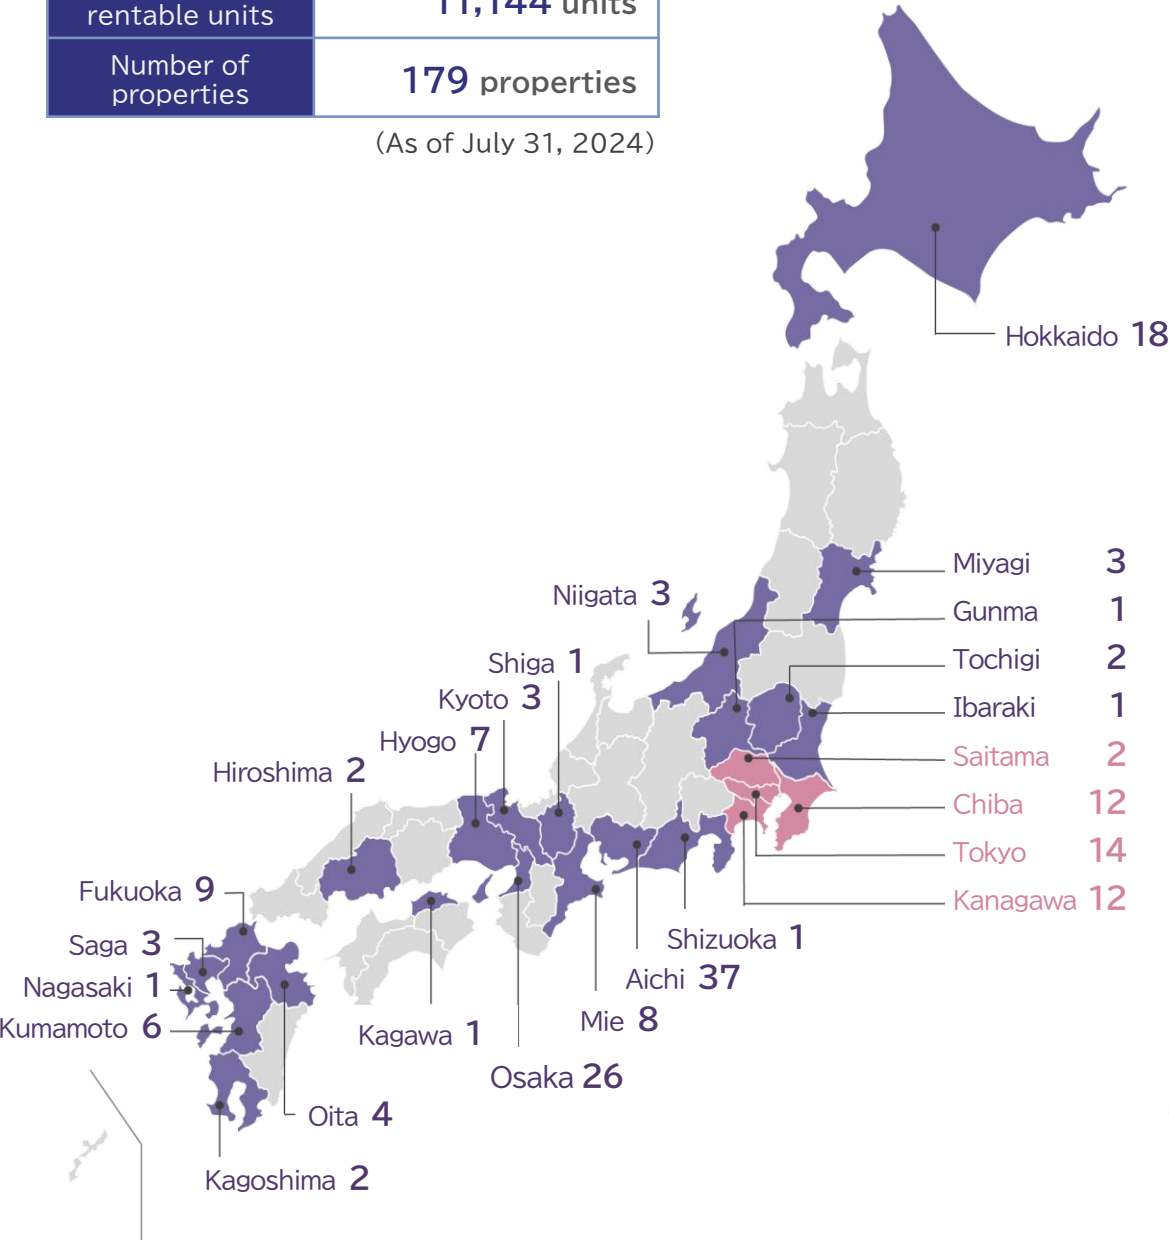 rentable units
11,144 units
Number of
properties
179 properties
(As of July 31, 2024)
Hokkaido 18
Miyagi 3
Niigata 3
Gunma 1
Shiga 1
Tochigi 2
Kyoto 3
Ibaraki 1
Hyogo 7
Saitama 2
Hiroshima 2
Chiba 12
Tokyo 14
Fukuoka 9
Kanagawa 12
Saga 3
Shizuoka 1
Nagasaki 1
Aichi 37
Kumamoto 6
Mie 8
Kagawa 1
Osaka 26
Oita 4
Kagoshima 2